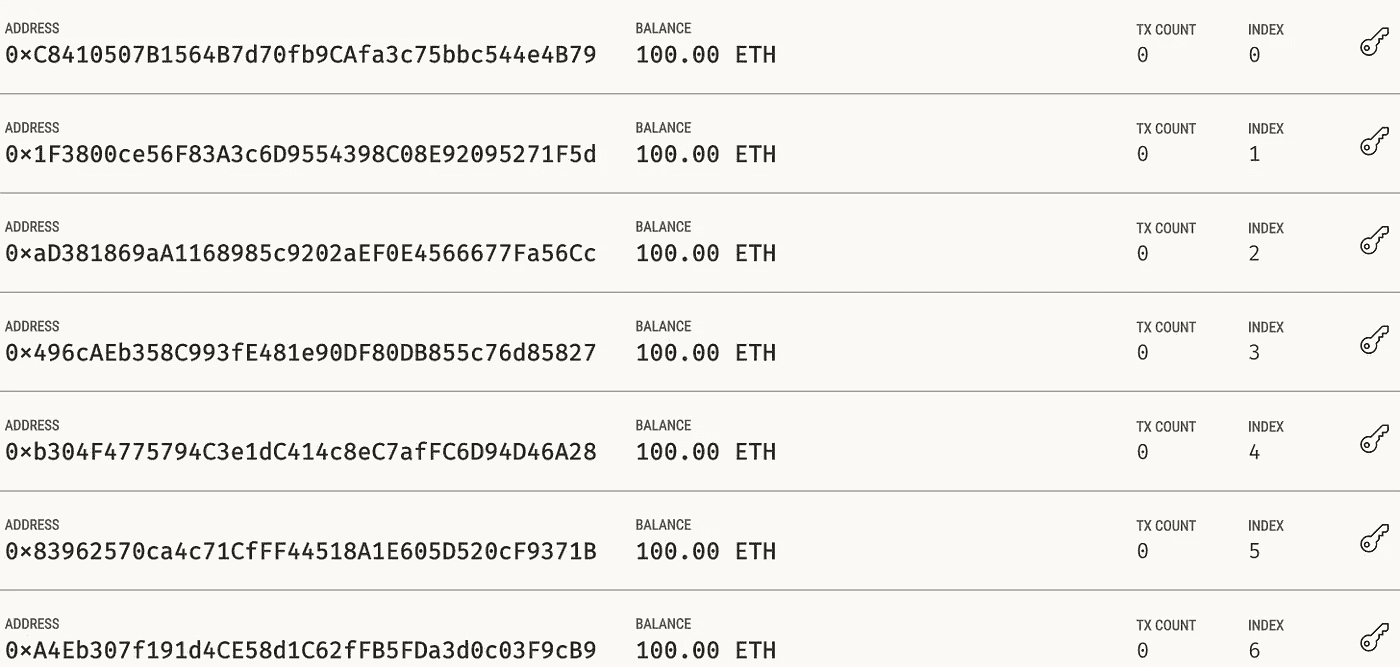 ADDRESS BALANCE TX COUNT INDEX
0×C8410507B1564B7d70fb9CAfa3c75bbc544e4B79 100.00 ETH 0 0
ADDRESS BALANCE TX COUNT INDEX
0×1F3800ce56F83A3c6D9554398C08E92095271F5d 100.00 ETH 0 1
ADDRESS BALANCE TX COUNT INDEX
0×aD381869aA1168985c9202aEF0E4566677Fa56Cc 100.00 ETH 0 2
ADDRESS BALANCE TX COUNT INDEX
0×496cAEb358C993fE481e90DF80DB855c76d85827 100.00 ETH 0 3
ADDRESS BALANCE TX COUNT INDEX
0×b304F4775794C3e1dC414c8eC7afFC6D94D46A28 100.00 ETH 0 4
ADDRESS BALANCE TX COUNT INDEX
0×83962570ca4c71CfFF44518A1E605D520cF9371B 100.00 ETH 0 5
ADDRESS BALANCE TX COUNT INDEX
0×A4Eb307f191d4CE58d1C62fFB5FDa3d0c03F9cB9 100.00 ETH 0 6